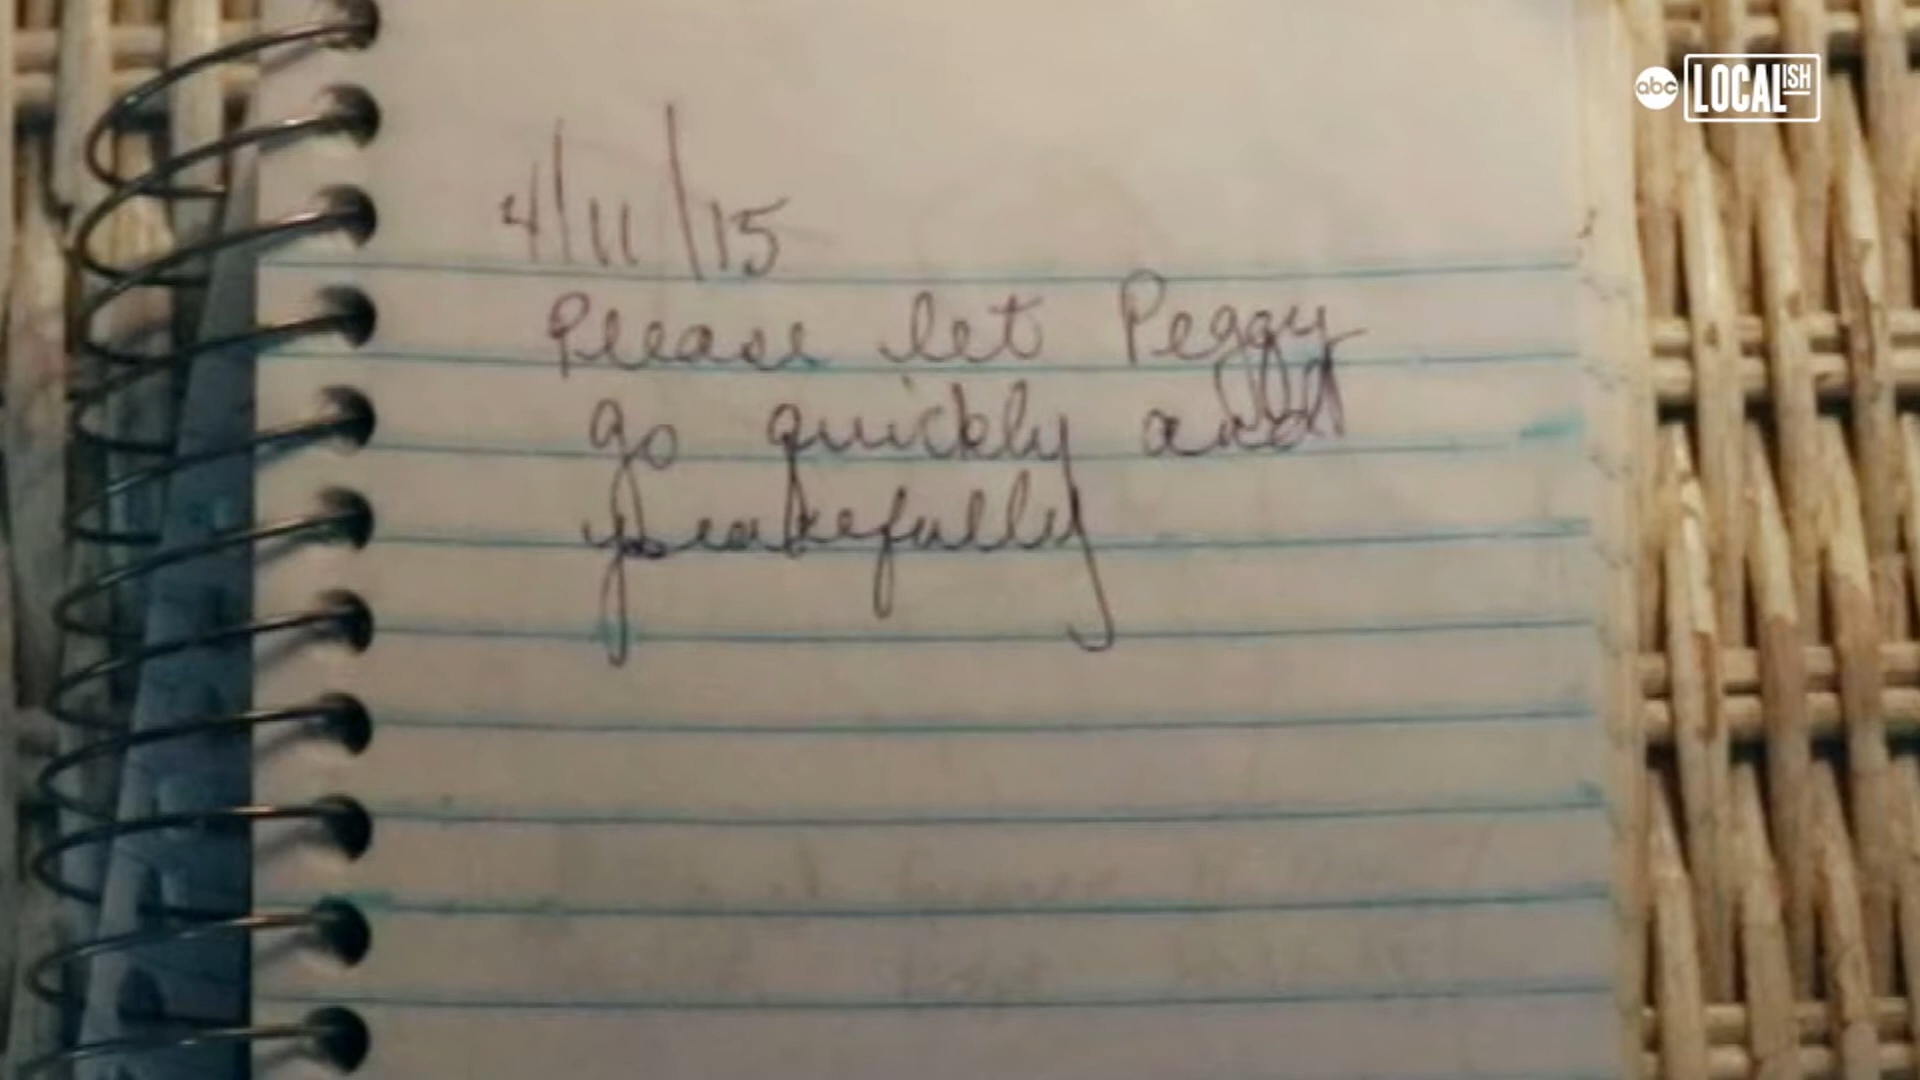 abc LOCALISH
4/11/15
Please let Peggy
go quickly and
peacefully